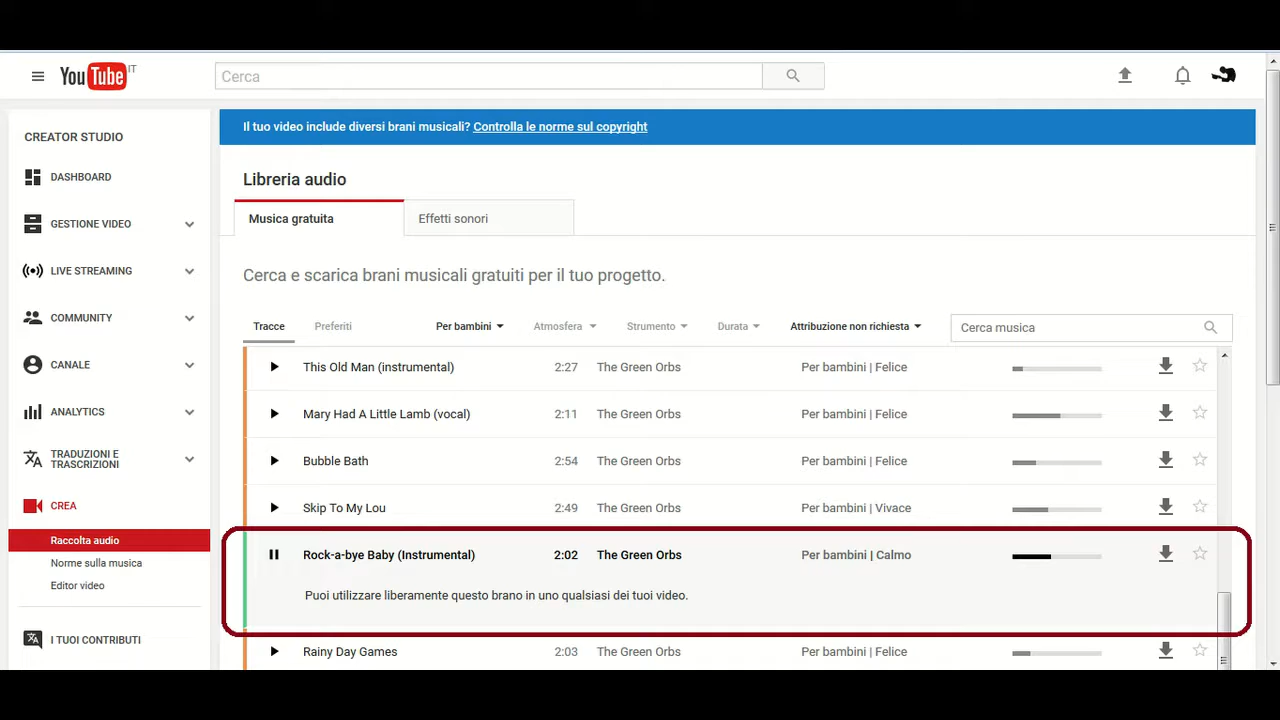 YouTube IT
Cerca
CREATOR STUDIO
DASHBOARD
GESTIONE VIDEO
LIVE STREAMING
COMMUNITY
CANALE
ANALYTICS
TRADUZIONI E
TRASCRIZIONI
CREA
Raccolta audio
Norme sulla musica
Editor video
I TUOI CONTRIBUTI
Il tuo video include diversi brani musicali? Controlla le norme sul copyright
Libreria audio
Musica gratuita Effetti sonori
Cerca e scarica brani musicali gratuiti per il tuo progetto.
Tracce Preferiti Per bambini Atmosfera Strumento Durata Attribuzione non richiesta Cerca musica
This Old Man (instrumental) 2:27 The Green Orbs Per bambini | Felice
Mary Had A Little Lamb (vocal) 2:11 The Green Orbs Per bambini | Felice
Bubble Bath 2:54 The Green Orbs Per bambini | Felice
Skip To My Lou 2:49 The Green Orbs Per bambini | Vivace
Rock-a-bye Baby (Instrumental) 2:02 The Green Orbs Per bambini | Calmo
Puoi utilizzare liberamente questo brano in uno qualsiasi dei tuoi video.
Rainy Day Games 2:03 The Green Orbs Per bambini | Felice